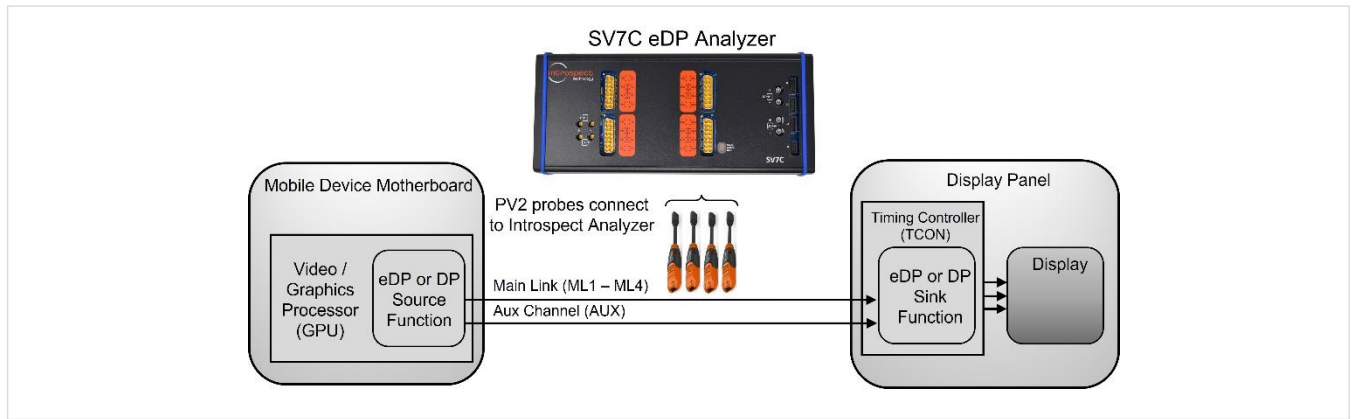 SV7C eDP Analyzer
introspect
technology
SV7C
Mobile Device Motherboard
Video /
Graphics
Processor
(GPU)
eDP or DP
Source
Function
PV2 probes connect
to Introspect Analyzer
Main Link (ML1 – ML4)
Aux Channel (AUX)
Display Panel
Timing Controller
(TCON)
eDP or DP
Sink
Function
Display